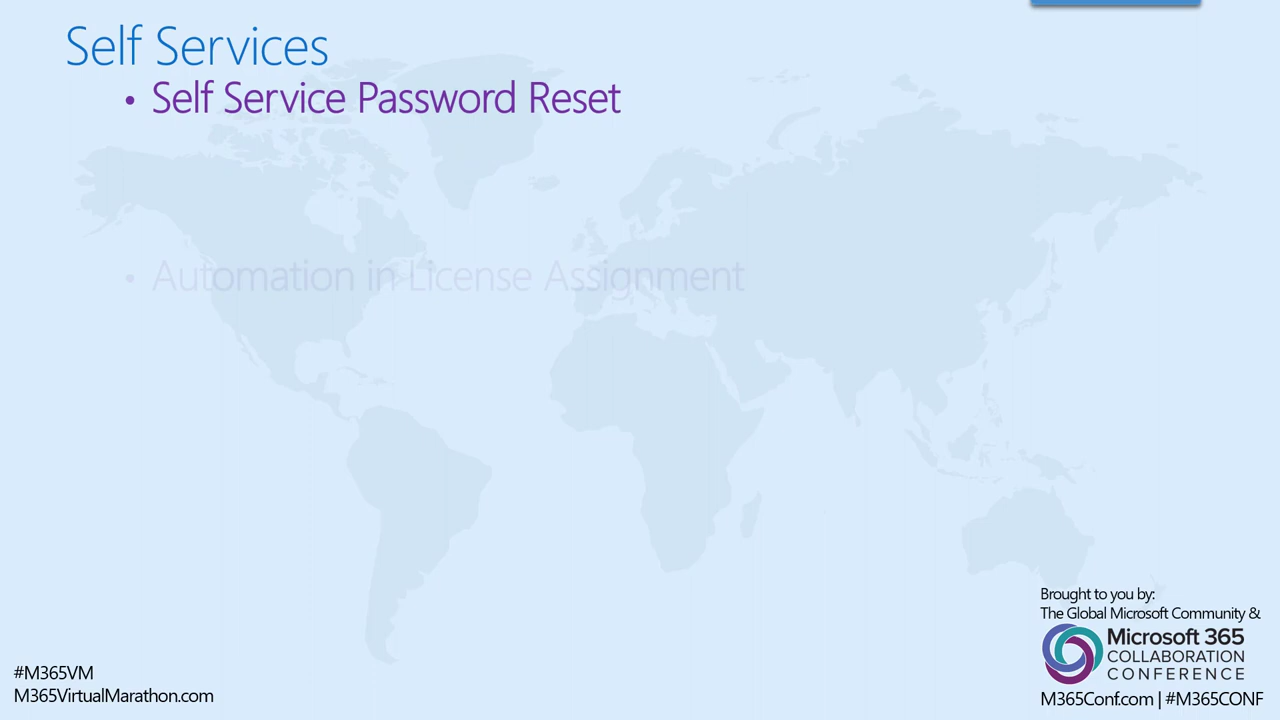 Self Services
• Self Service Password Reset
• Automation in License Assignment
Brought to you by:
The Global Microsoft Community &
Microsoft 365
COLLABORATION
CONFERENCE
#M365VM
M365VirtualMarathon.com
M365Conf.com | #M365CONF